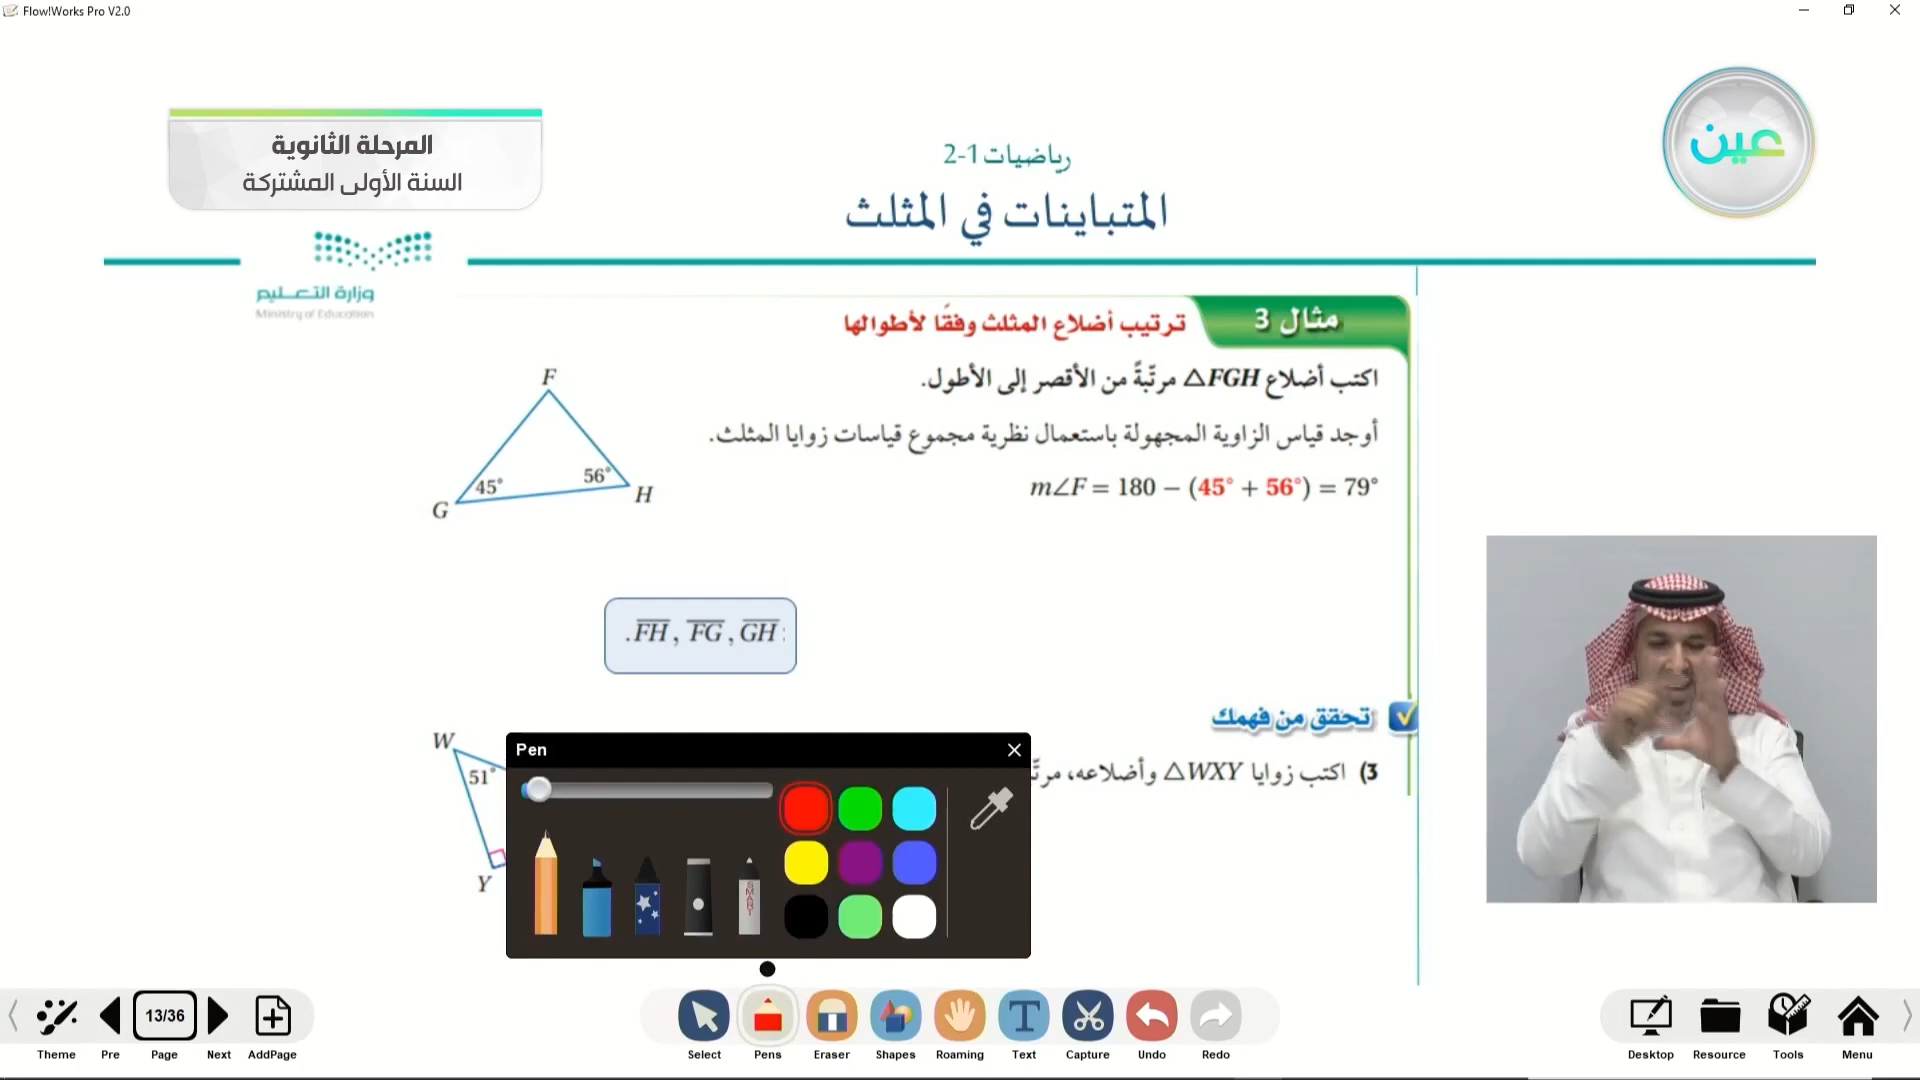 Flow!Works Pro V2.0
المرحلة الثانوية
السنة الأولى المشتركة
رياضيات 1-2
المتباينات في المثلث
عين
وزارة التعليم
Ministry of Education
مثال 3
ترتيب أضلاع المثلث وفقًا لأطوالها
اكتب أضلاع △FGH مرتّبةً من الأقصر إلى الأطول.
أوجد قياس الزاوية المجهولة باستعمال نظرية مجموع قياسات زوايا المثلث.
m∠F = 180 − (45° + 56°) = 79°
F
45°
56°
G
H
.F̅H̅ , F̅G̅ , G̅H̅ :
تحقق من فهمك
3) اكتب زوايا △WXY وأضلاعه،
W
51°
Y
Pen
SMART
13/36
Theme
Pre
Page
Next
AddPage
Select
Pens
Eraser
Shapes
Roaming
Text
Capture
Undo
Redo
Desktop
Resource
Tools
Menu